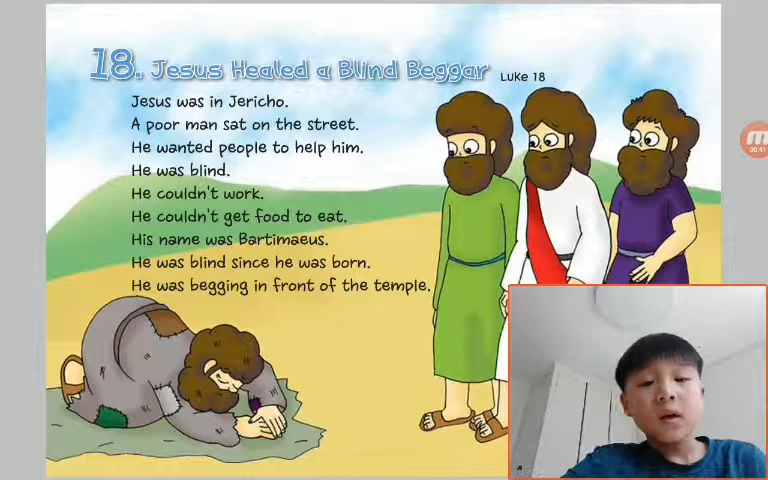 18. Jesus Healed a Blind Beggar Luke 18
Jesus was in Jericho.
A poor man sat on the street.
He wanted people to help him.
He was blind.
He couldn't work.
He couldn't get food to eat.
His name was Bartimaeus.
He was blind since he was born.
He was begging in front of the temple.
00:41